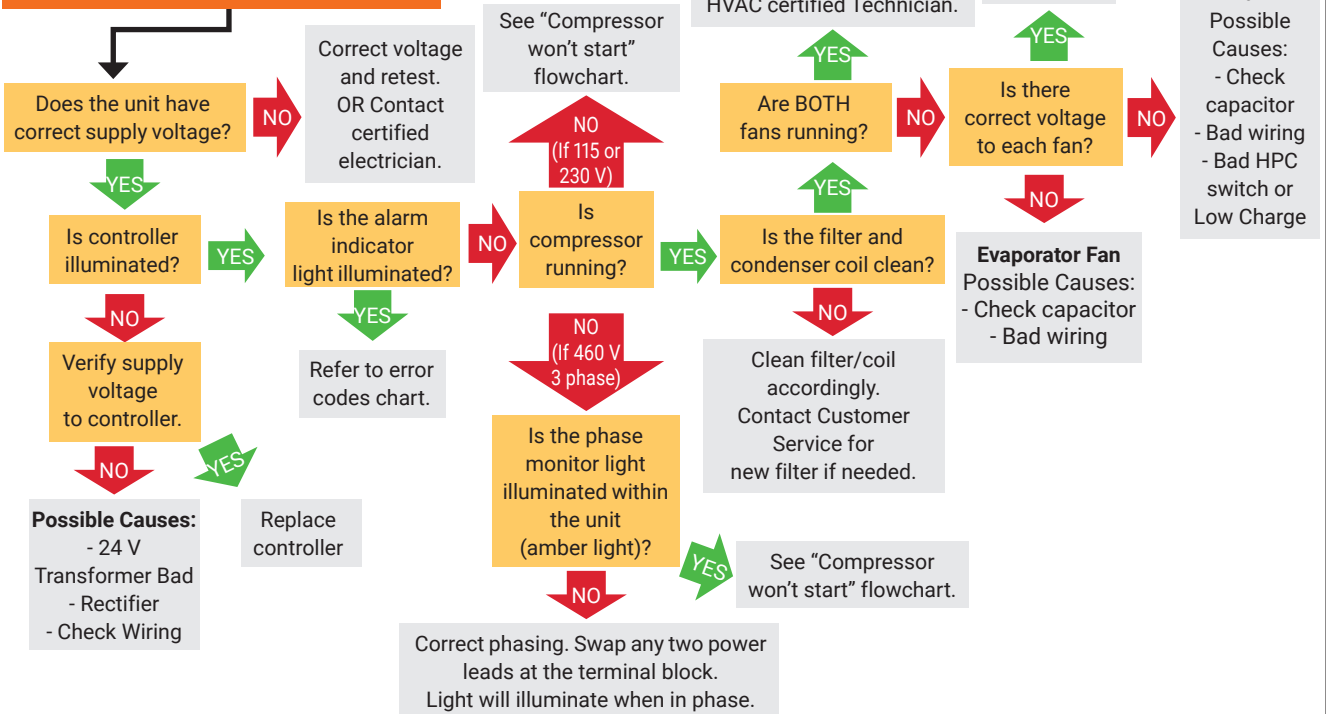 HVAC certified Technician.
See “Compressor
won’t start”
flowchart.
Correct voltage
and retest.
OR Contact
certified
electrician.
Possible
Causes:
- Check
capacitor
- Bad wiring
- Bad HPC
switch or
Low Charge
YES
YES
Does the unit have
correct supply voltage?
NO
NO
(If 115 or
230 V)
Are BOTH
fans running?
NO
Is there
correct voltage
to each fan?
NO
YES
YES
NO
Is controller
illuminated?
YES
Is the alarm
indicator
light illuminated?
NO
Is
compressor
running?
YES
Is the filter and
condenser coil clean?
Evaporator Fan
Possible Causes:
- Check capacitor
- Bad wiring
NO
YES
NO
(If 460 V
3 phase)
NO
Verify supply
voltage
to controller.
Refer to error
codes chart.
Clean filter/coil
accordingly.
Contact Customer
Service for
new filter if needed.
NO
YES
Is the phase
monitor light
illuminated within
the unit
(amber light)?
Possible Causes:
- 24 V
Transformer Bad
- Rectifier
- Check Wiring
Replace
controller
YES
See “Compressor
won’t start” flowchart.
NO
Correct phasing. Swap any two power
leads at the terminal block.
Light will illuminate when in phase.